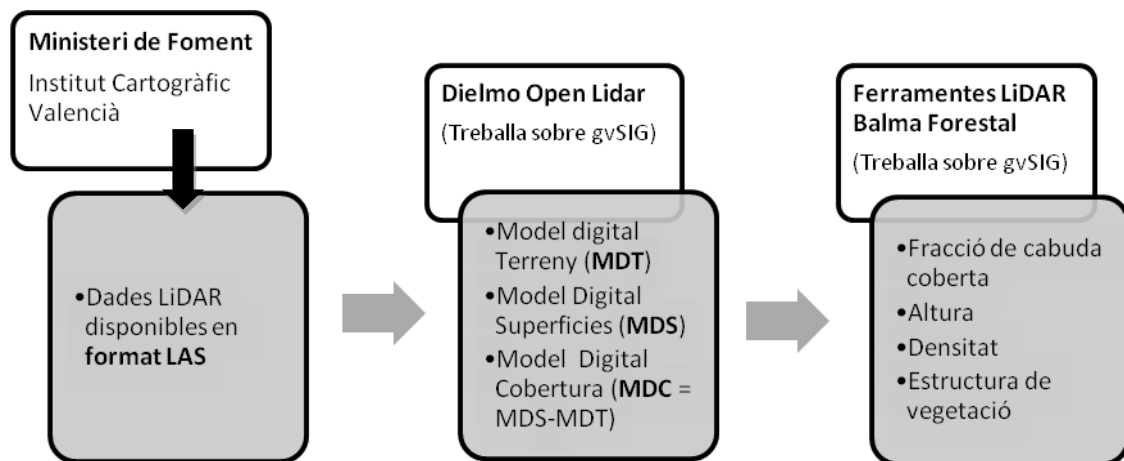 Ministeri de Foment
Institut Cartogràfic
Valencià
•Dades LiDAR
disponibles en
format LAS
Dielmo Open Lidar
(Treballa sobre gvSIG)
•Model digital
Terreny (MDT)
•Model Digital
Superficies (MDS)
•Model Digital
Cobertura (MDC =
MDS-MDT)
Ferramentes LiDAR
Balma Forestal
(Treballa sobre gvSIG)
•Fracció de cabuda
coberta
•Altura
•Densitat
•Estructura de
vegetació